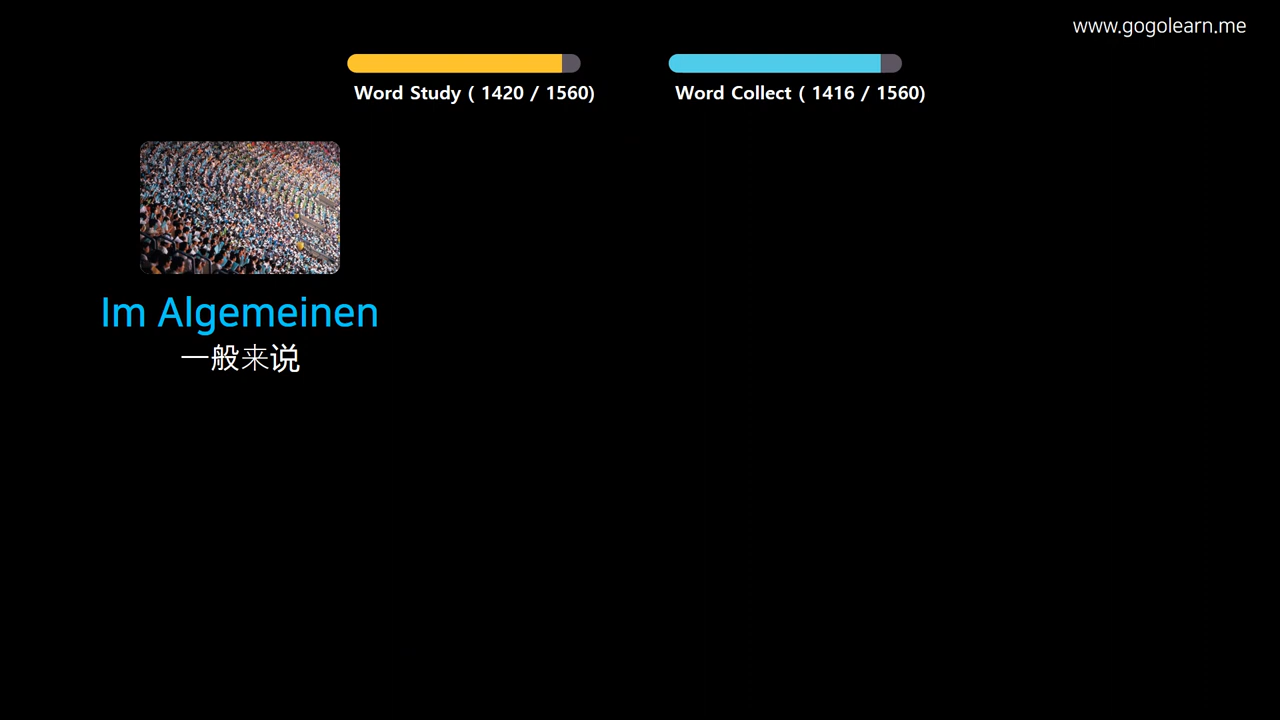 www.gogolearn.me
Word Study ( 1420 / 1560)
Word Collect ( 1416 / 1560)
Im Algemeinen
一般来说